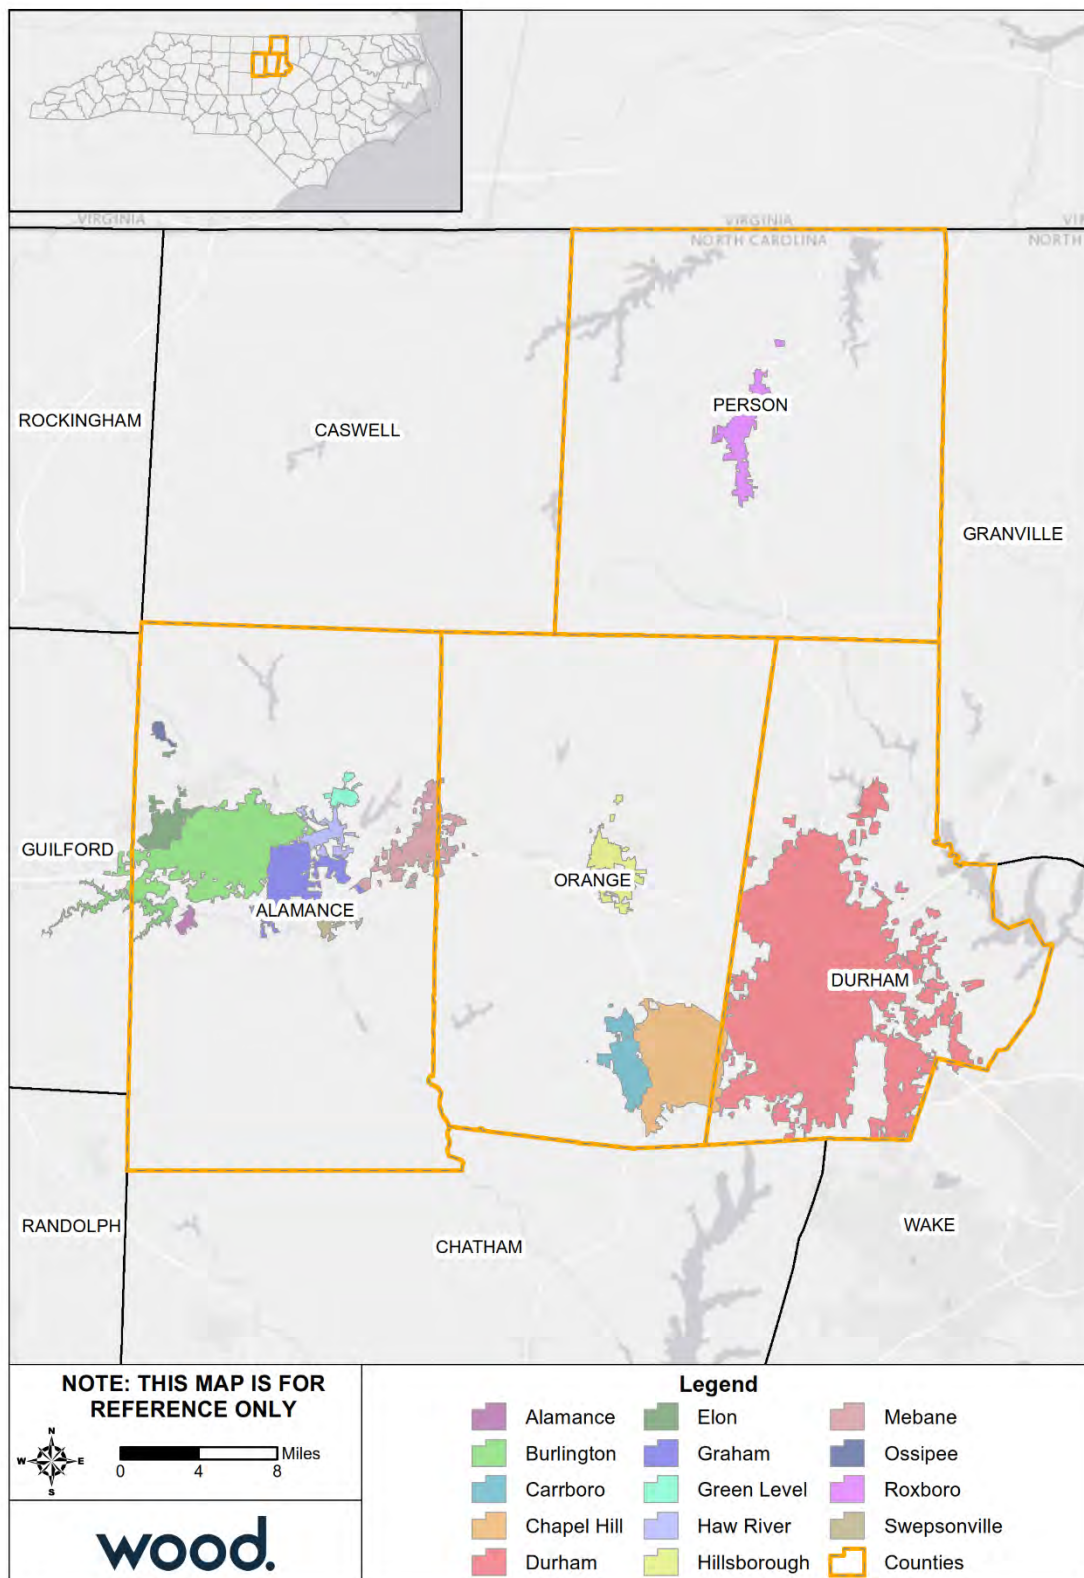 VIRGINIA
VIRGINIA
VI
NORTH CAROLINA
NORTH
ROCKINGHAM
CASWELL
PERSON
GRANVILLE
GUILFORD
ALAMANCE
ORANGE
DURHAM
RANDOLPH
CHATHAM
WAKE
NOTE: THIS MAP IS FOR
REFERENCE ONLY
N
W E
S
Miles
0 4 8
wood.
Legend
Alamance
Burlington
Carrboro
Chapel Hill
Durham
Elon
Graham
Green Level
Haw River
Hillsborough
Mebane
Ossipee
Roxboro
Swepsonville
Counties